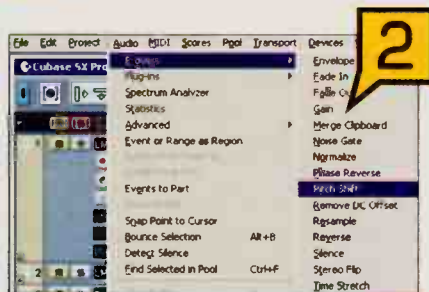 File Edit Project Audio MIDI Scores Pool Transport Devices
2
Cubase SX Pro
Envelope
Plug-ins
Fade In
Spectrum Analyzer
Fade Out
Statistics
Gain
Advanced
Merge Clipboard
Event or Range as Region
Noise Gate
Normalize
Phase Reverse
Events to Part
Pitch Shift
Remove DC Offset
Snap Point to Cursor
Resample
Bounce Selection Alt+B
Reverse
Detect Silence
Silence
2
Find Selected in Pool Ctrl+F
Stereo Flip
Time Stretch